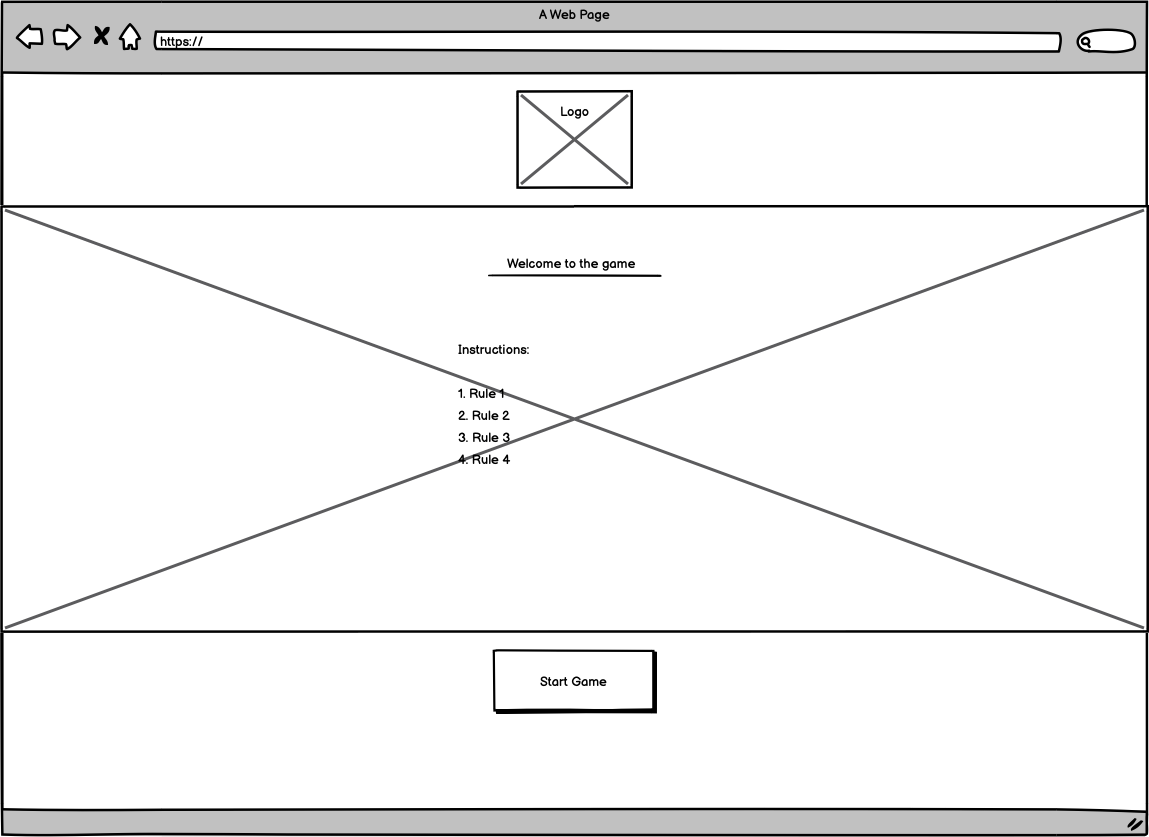 A Web Page
https://
Logo
Welcome to the game
Instructions:
1. Rule 1
2. Rule 2
3. Rule 3
4. Rule 4
Start Game